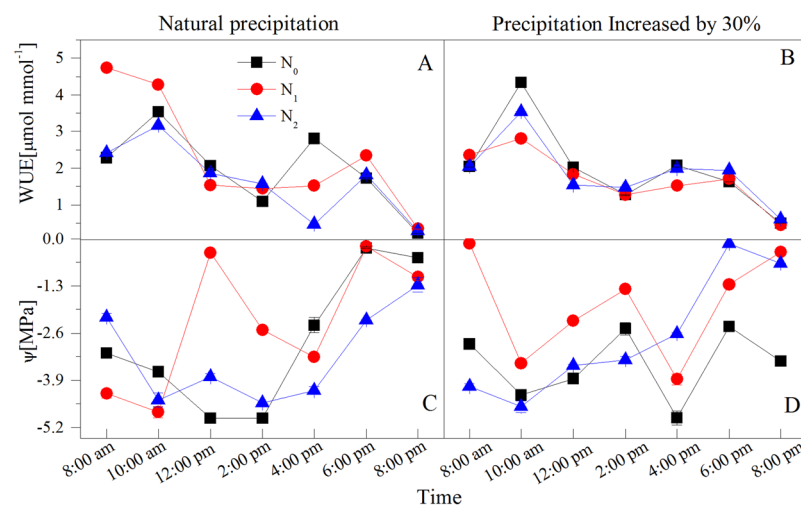 Natural precipitation
Precipitation Increased by 30%
WUE[μmol mmol⁻¹]
5
4
3
2
1
0.0
A
N₀
N₁
N₂
B
ψ[MPa]
-1.3
-2.6
-3.9
-5.2
C
D
8:00 am
10:00 am
12:00 pm
2:00 pm
4:00 pm
6:00 pm
8:00 pm
8:00 am
10:00 am
12:00 pm
2:00 pm
4:00 pm
6:00 pm
8:00 pm
Time